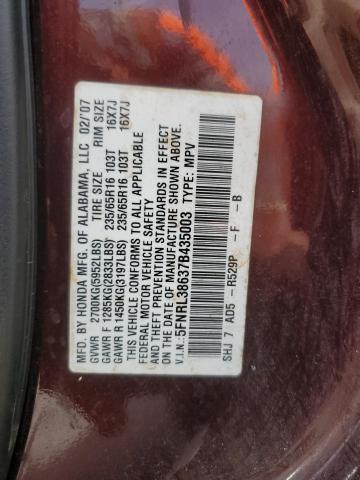 MFD. BY HONDA MFG. OF ALABAMA, LLC 02/'07
GVWR 2700KG(5952LBS) TIRE SIZE RIM SIZE
GAWR F 1285KG(2833LBS) 235/65R16 103T 16X7J
GAWR R 1450KG(3197LBS) 235/65R16 103T 16X7J
THIS VEHICLE CONFORMS TO ALL APPLICABLE
FEDERAL MOTOR VEHICLE SAFETY
AND THEFT PREVENTION STANDARDS IN EFFECT
ON THE DATE OF MANUFACTURE SHOWN ABOVE.
V.I.N.: 5FNRL38637B435003 TYPE: MPV
SHJ 7 AD5 - R529P - F - B